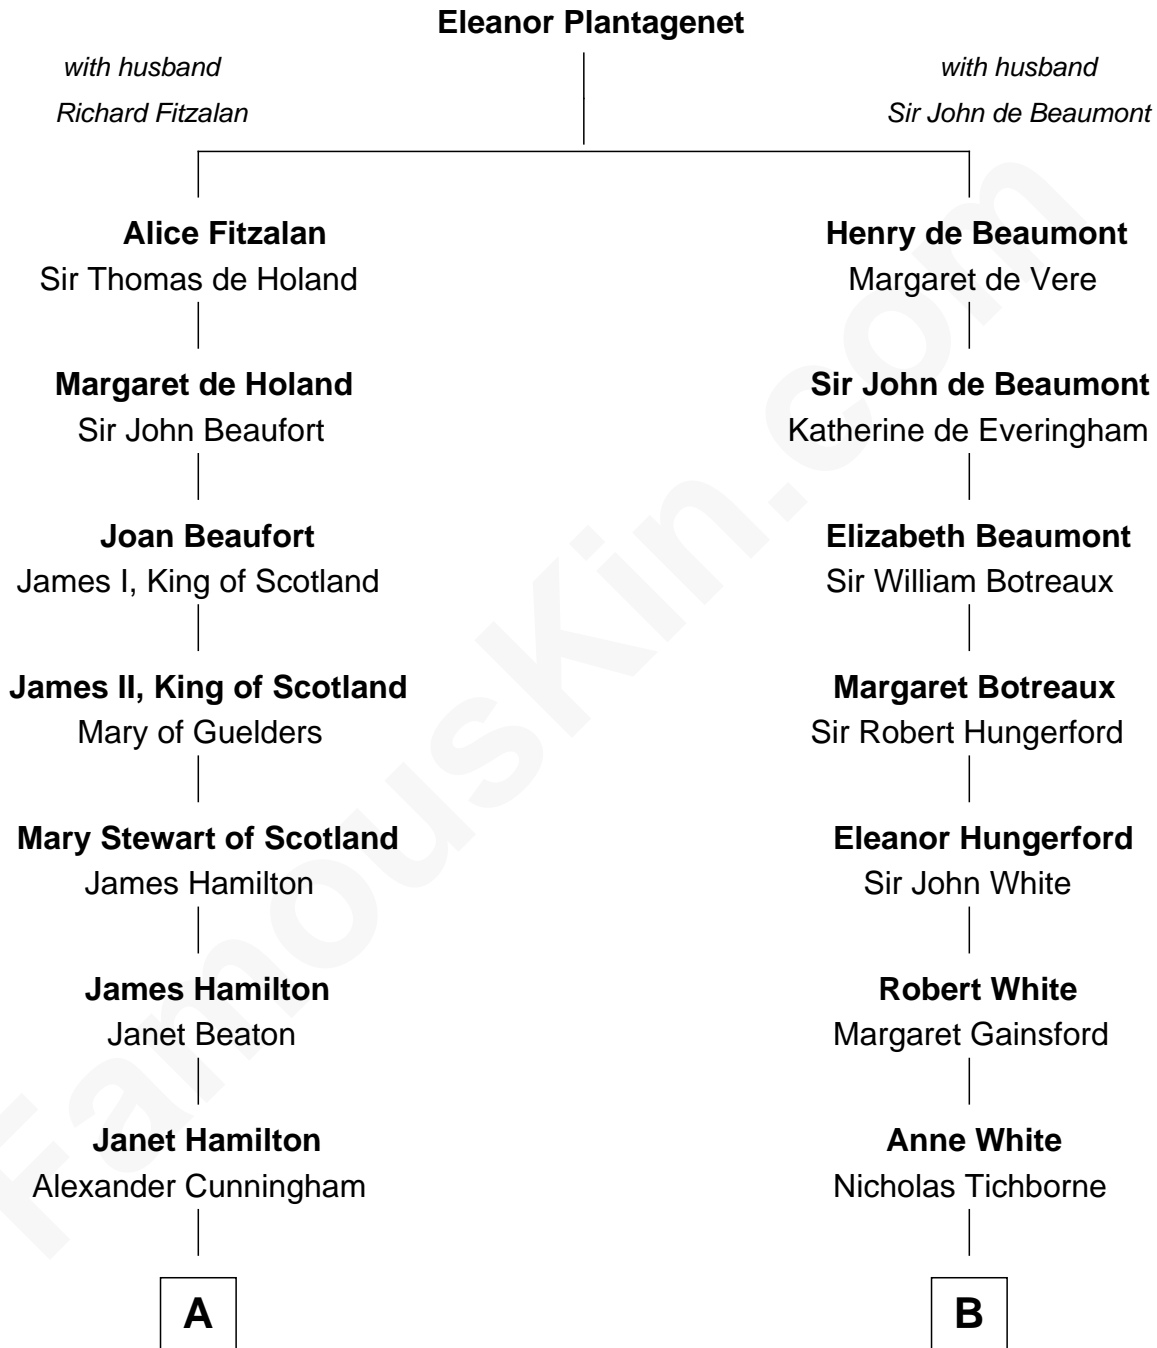 Eleanor Plantagenet
with husband
Richard Fitzalan
with husband
Sir John de Beaumont
Alice Fitzalan
Sir Thomas de Holand
Margaret de Holand
Sir John Beaufort
Joan Beaufort
James I, King of Scotland
James II, King of Scotland
Mary of Guelders
Mary Stewart of Scotland
James Hamilton
James Hamilton
Janet Beaton
Janet Hamilton
Alexander Cunningham
A
Henry de Beaumont
Margaret de Vere
Sir John de Beaumont
Katherine de Everingham
Elizabeth Beaumont
Sir William Botreaux
Margaret Botreaux
Sir Robert Hungerford
Eleanor Hungerford
Sir John White
Robert White
Margaret Gainsford
Anne White
Nicholas Tichborne
B
FamousKin.com